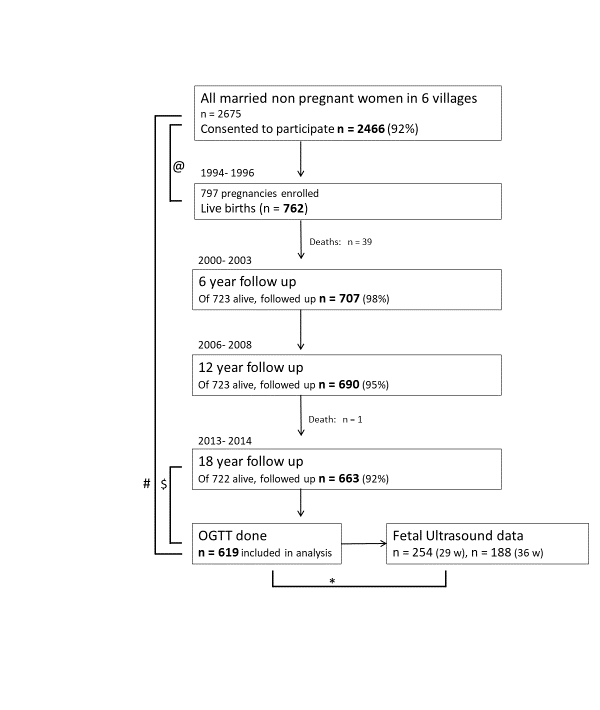 All married non pregnant women in 6 villages
n = 2675
Consented to participate n = 2466 (92%)
@
1994- 1996
797 pregnancies enrolled
Live births (n = 762)
Deaths: n = 39
2000- 2003
6 year follow up
Of 723 alive, followed up n = 707 (98%)
2006- 2008
12 year follow up
Of 723 alive, followed up n = 690 (95%)
Death: n = 1
2013- 2014
18 year follow up
Of 722 alive, followed up n = 663 (92%)
# $
OGTT done
n = 619 included in analysis
Fetal Ultrasound data
n = 254 (29 w), n = 188 (36 w)
*